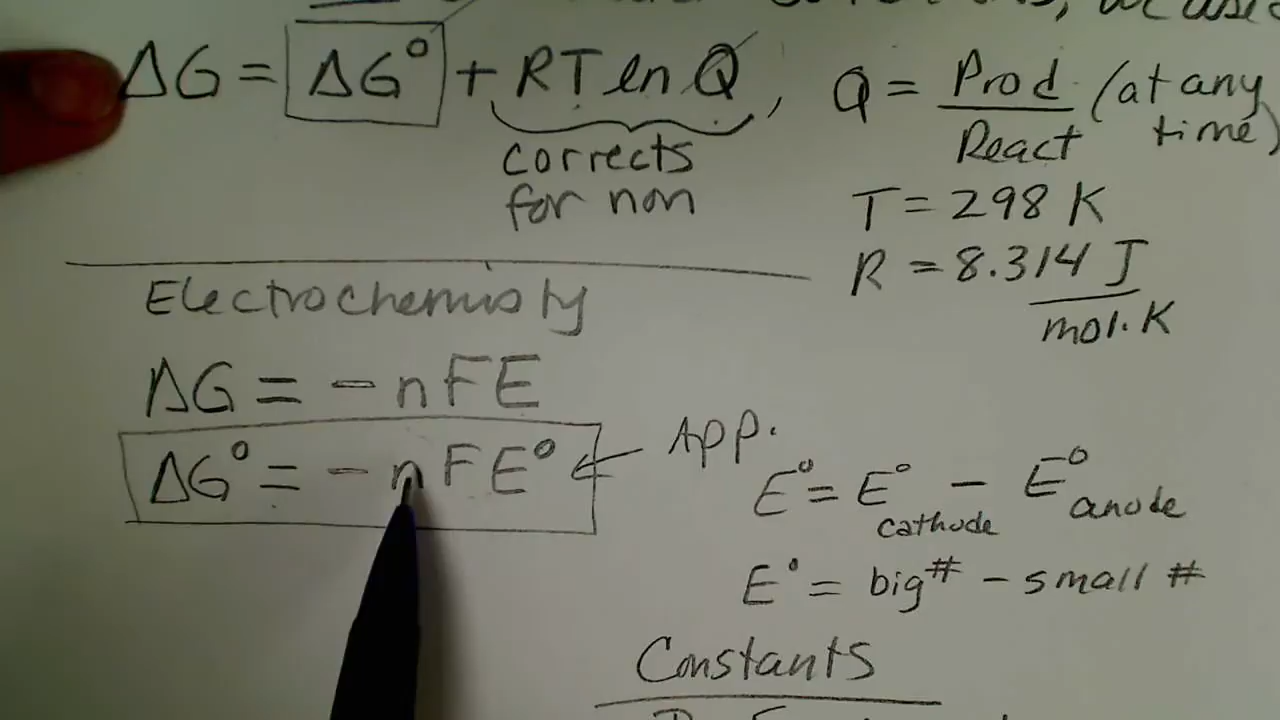 ΔG = ΔG° + RT ln Q, Q = Prod / React (at any time)
corrects
for non
T = 298 K
R = 8.314 J / mol.K
Electrochemisty
ΔG = -nFE
ΔG° = -nFE° ← App.
E° = E° cathode - E° anode
E° = big# - small #
Constants